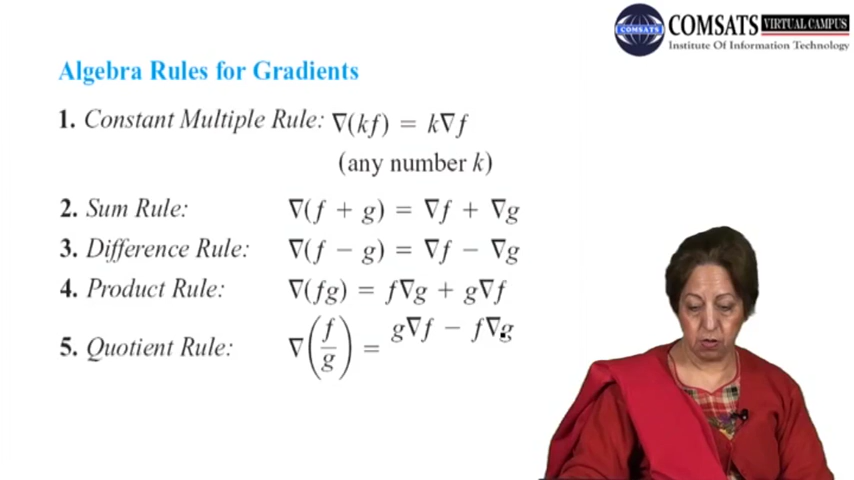 COMSATS VIRTUAL CAMPUS
COMSATS
Institute Of Information Technology
Algebra Rules for Gradients
1. Constant Multiple Rule: ∇(kf) = k∇f
(any number k)
2. Sum Rule: ∇(f + g) = ∇f + ∇g
3. Difference Rule: ∇(f − g) = ∇f − ∇g
4. Product Rule: ∇(fg) = f∇g + g∇f
5. Quotient Rule: ∇(f/g) = g∇f − f∇g